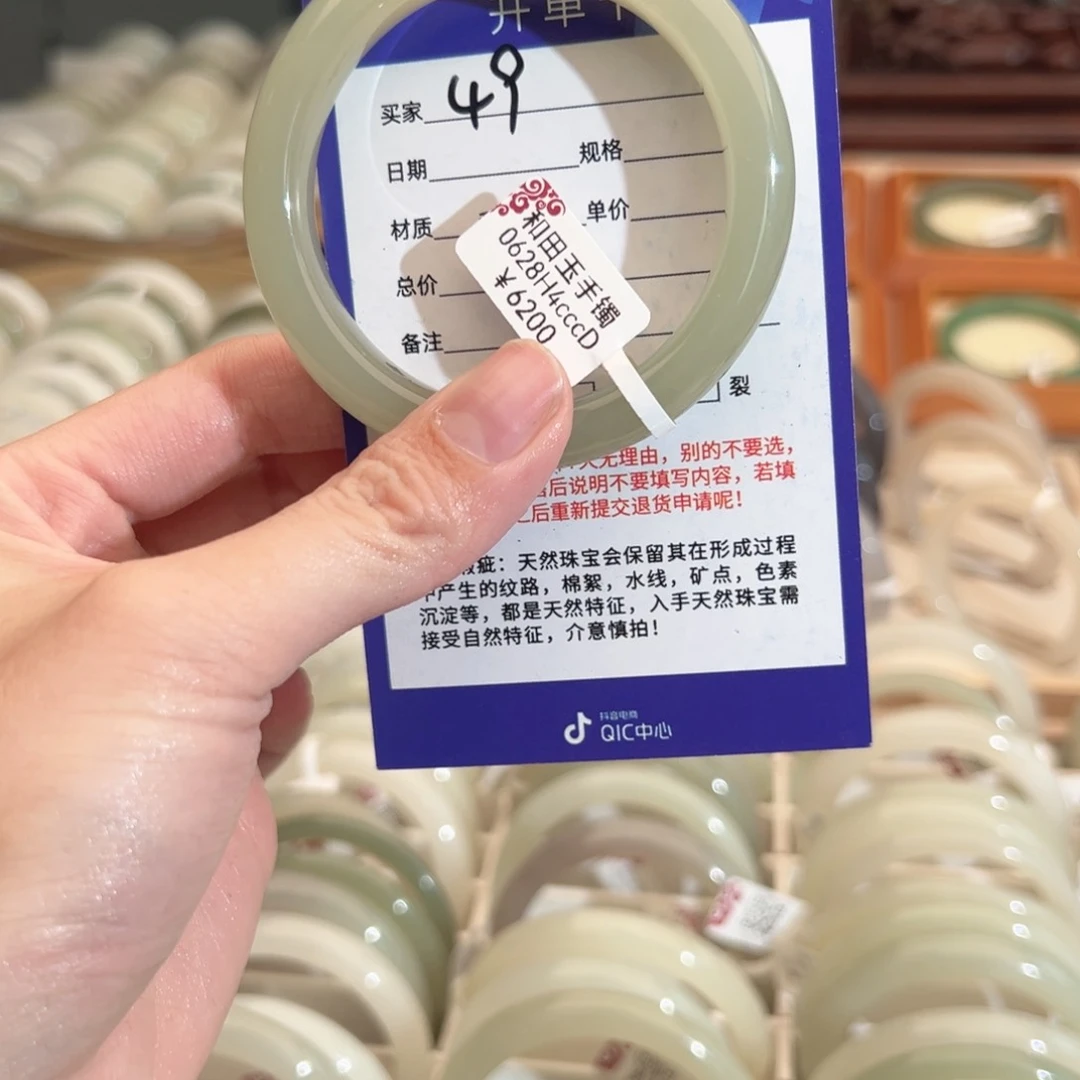 开单
买家 49
日期 规格
材质 单价
总价
备注
裂
和田玉手镯
0628H4cccD
¥6200
天无理由，别的不要选，
售后说明不要填写内容，若填
后重新提交退货申请呢！
瑕疵：天然珠宝会保留其在形成过程
中产生的纹路，棉絮，水线，矿点，色素
沉淀等，都是天然特征，入手天然珠宝需
接受自然特征，介意慎拍！
抖音电商
QIC中心